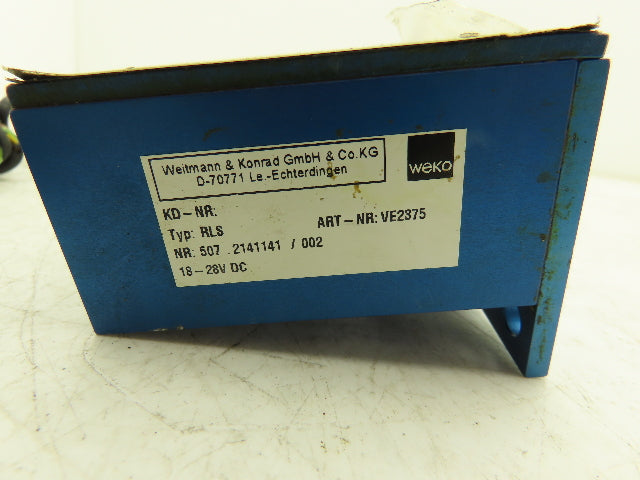 Weitmann & Konrad GmbH & Co.KG
D-70771 Le.-Echterdingen
weko
KD-NR:
Typ: RLS ART-NR: VE2375
NR: 507 . 2141141 / 002
18-28V DC